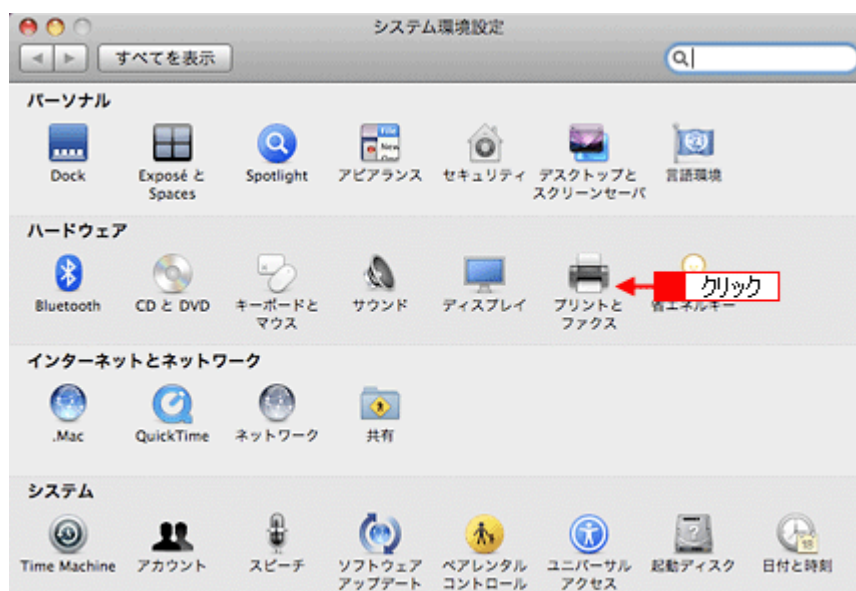 システム環境設定
すべてを表示
パーソナル
Dock Exposé と Spotlight アピアランス セキュリティ デスクトップと 言語環境
Spaces スクリーンセーバ
ハードウェア
クリック
Bluetooth CD と DVD キーボードと サウンド ディスプレイ プリントと 省エネルギー
マウス ファクス
インターネットとネットワーク
.Mac QuickTime ネットワーク 共有
システム
Time Machine アカウント スピーチ ソフトウェア ペアレンタル ユニバーサル 起動ディスク 日付と時刻
アップデート コントロール アクセス